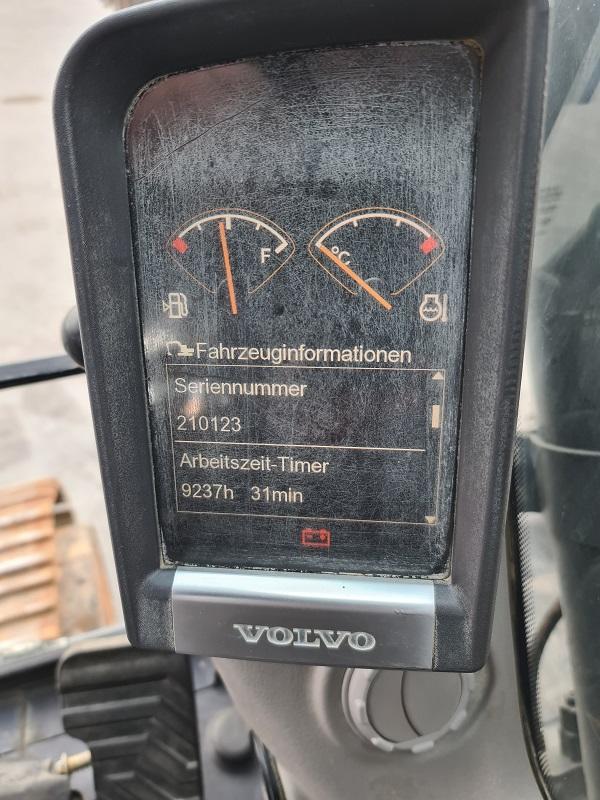 F
°C
Fahrzeuginformationen
Seriennummer
210123
Arbeitszeit-Timer
9237h 31min
VOLVO